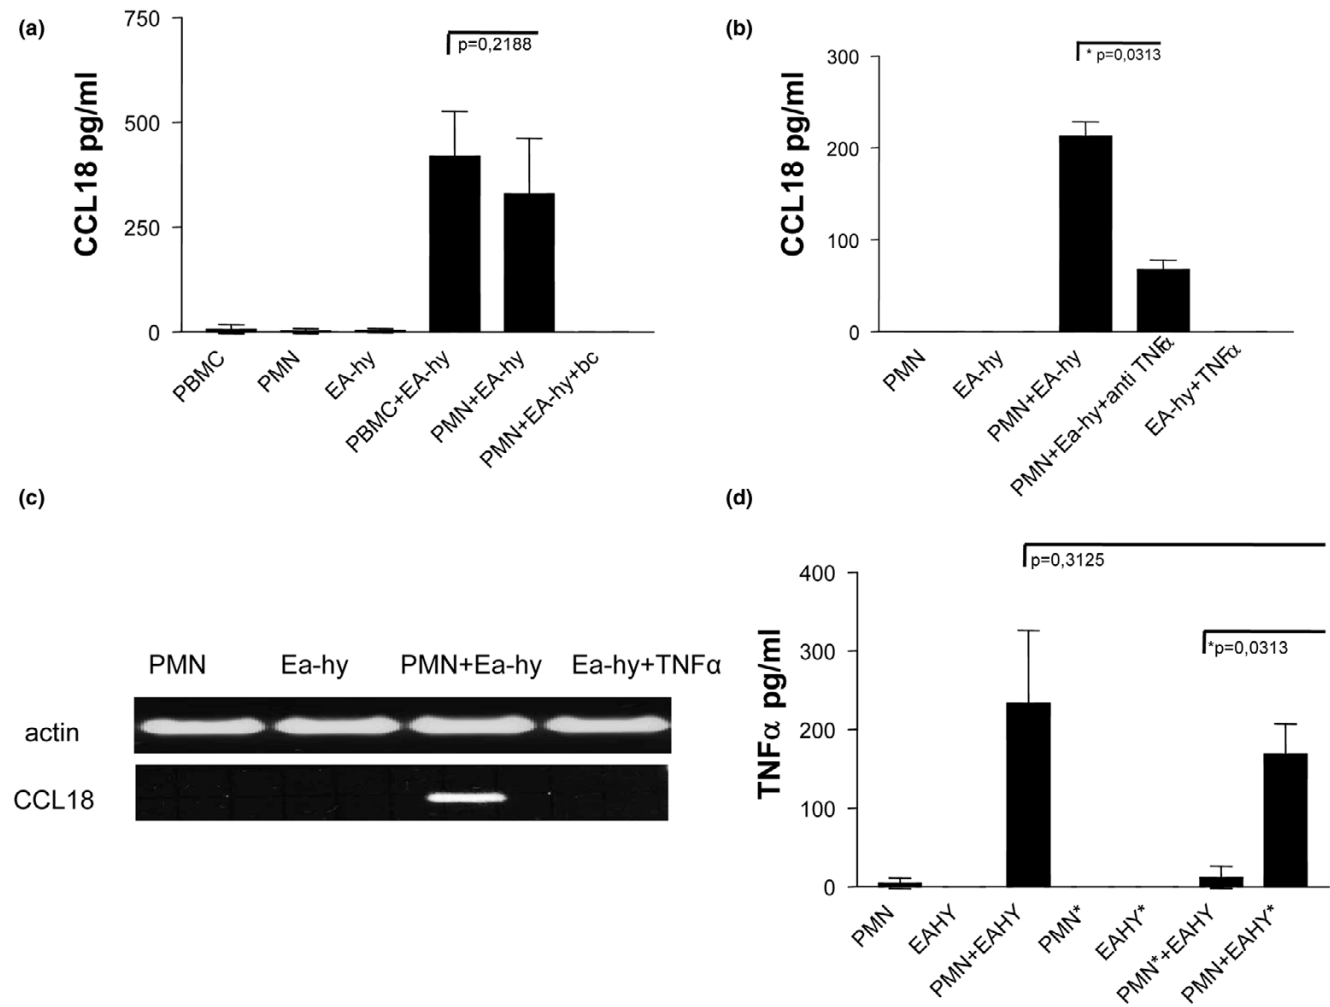 (a)
CCL18 pg/ml
750
500
250
0
p=0,2188
PBMC
PMN
EA-hy
PBMC+EA-hy
PMN+EA-hy
PMN+EA-hy+bc
(b)
CCL18 pg/ml
300
200
100
0
* p=0,0313
PMN
EA-hy
PMN+EA-hy
PMN+Ea-hy+anti TNFα
EA-hy+TNFα
(c)
PMN Ea-hy PMN+Ea-hy Ea-hy+TNFα
actin
CCL18
(d)
TNFα pg/ml
400
300
200
100
0
p=0,3125
*p=0,0313
PMN
EAHY
PMN+EAHY
PMN*
EAHY*
PMN*+EAHY
PMN+EAHY*